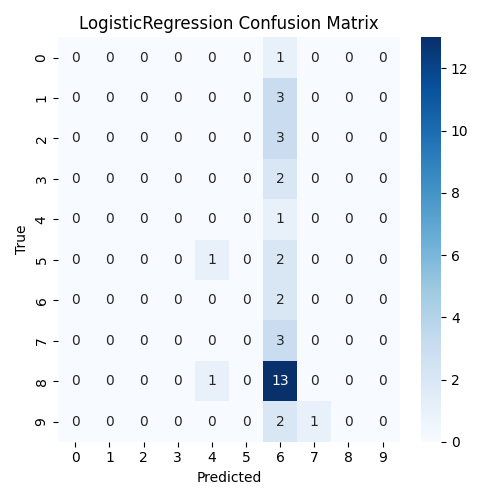 LogisticRegression Confusion Matrix
0 0 0 0 0 0 0 1 0 0 0
1 0 0 0 0 0 0 3 0 0 0
2 0 0 0 0 0 0 3 0 0 0
3 0 0 0 0 0 0 2 0 0 0
4 0 0 0 0 0 0 1 0 0 0
5 0 0 0 0 1 0 2 0 0 0
6 0 0 0 0 0 0 2 0 0 0
7 0 0 0 0 0 0 3 0 0 0
8 0 0 0 0 1 0 13 0 0 0
9 0 0 0 0 0 0 2 1 0 0
0 1 2 3 4 5 6 7 8 9
True
Predicted
12
10
8
6
4
2
0